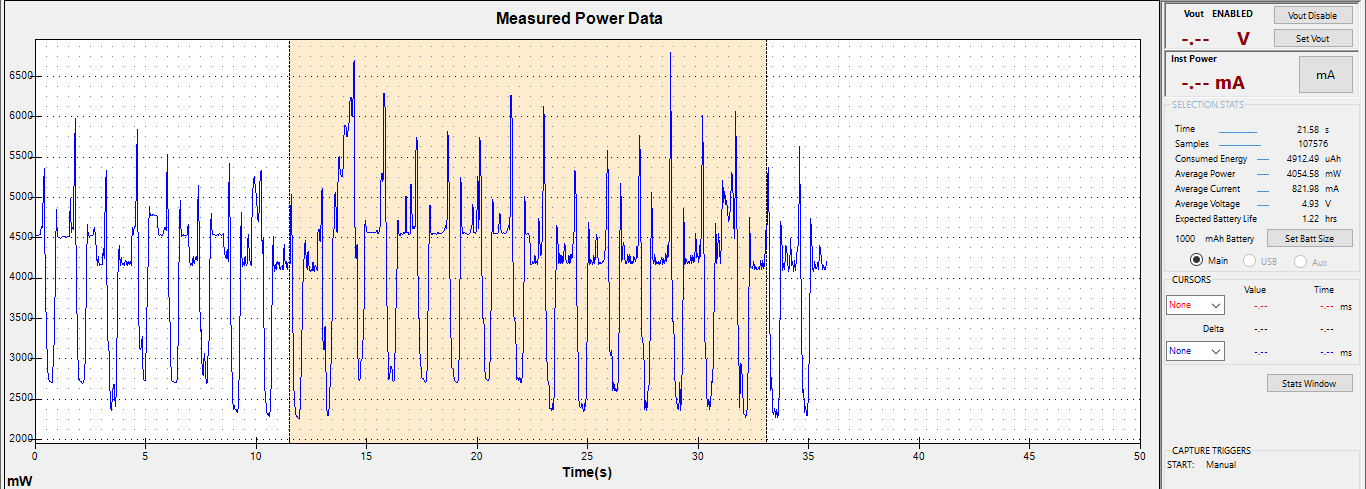 Measured Power Data
6500
6000
5500
5000
4500
4000
3500
3000
2500
2000
0 5 10 15 20 25 30 35 40 45 50
Time(s)
mW
Vout ENABLED Vout Disable
-.-- V Set Vout
Inst Power
-.-- mA mA
SELECTION STATS
Time 21.58 s
Samples 107576
Consumed Energy 4912.49 uAh
Average Power 4054.58 mW
Average Current 821.98 mA
Average Voltage 4.93 V
Expected Battery Life 1.22 hrs
1000 mAh Battery Set Batt Size
Main USB Aux
CURSORS
Value Time
None -.-- -.-- ms
Delta -.-- -.--
None -.-- -.-- ms
Stats Window
CAPTURE TRIGGERS
START: Manual